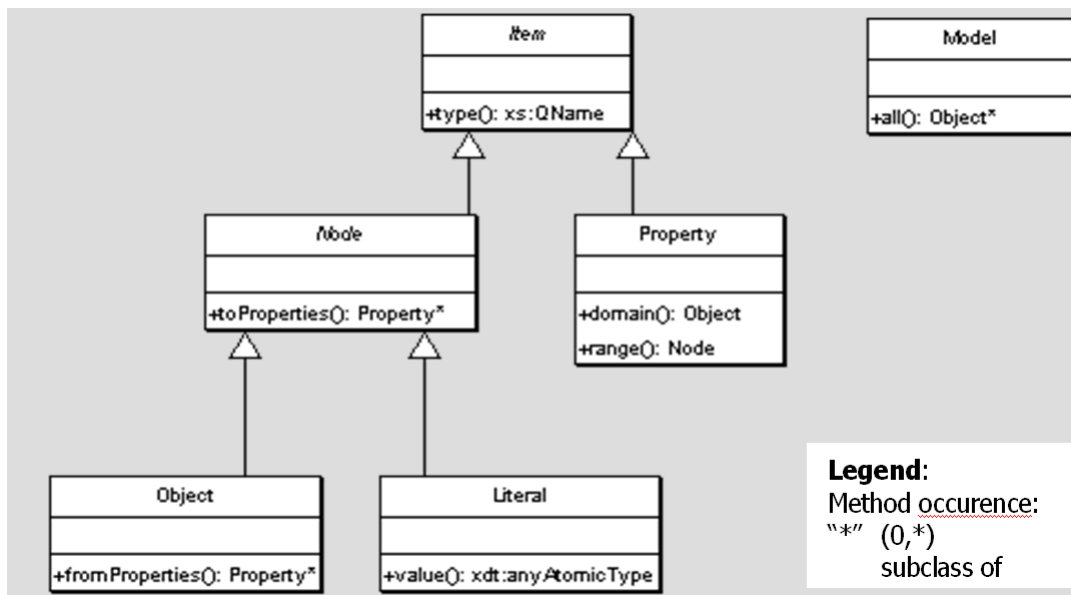 Item
+type(): xs:QName
Model
+all(): Object*
Node
+toProperties(): Property*
Property
+domain(): Object
+range(): Node
Object
+fromProperties(): Property*
Literal
+value(): xdt:anyAtomicType
Legend:
Method occurence:
“*” (0,*)
subclass of